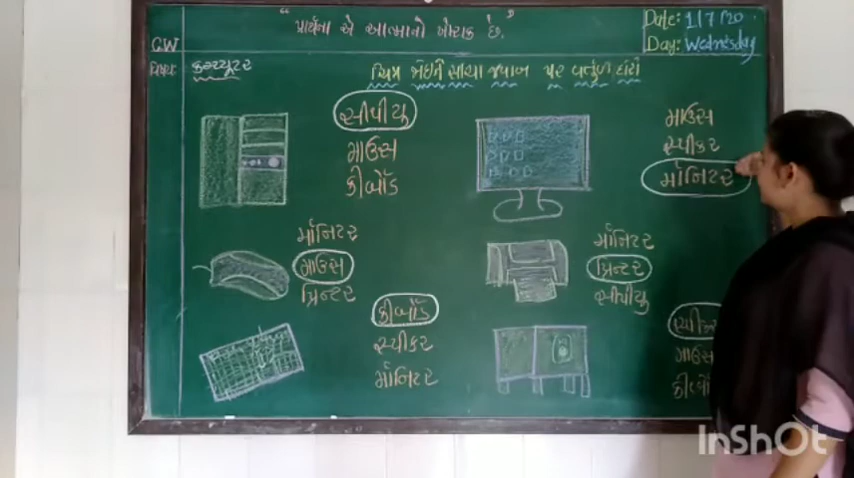 "પ્રાર્થના એ આત્માનો ખોરાક છે."
Date: 1/7/20
Day: Wednesday
CW
વિષય: કમ્પ્યુટર
ચિત્ર જોઈને સાચા જવાબ પર વર્તુળ દોરો
સીપીયુ
માઉસ
કીબોર્ડ
માઉસ
સ્પીકર
મોનિટર
મોનિટર
માઉસ
પ્રિન્ટર
મોનિટર
પ્રિન્ટર
સીપીયુ
કીબોર્ડ
સ્પીકર
મોનિટર
સ્પીક
માઉસ
કીબો
InShOt